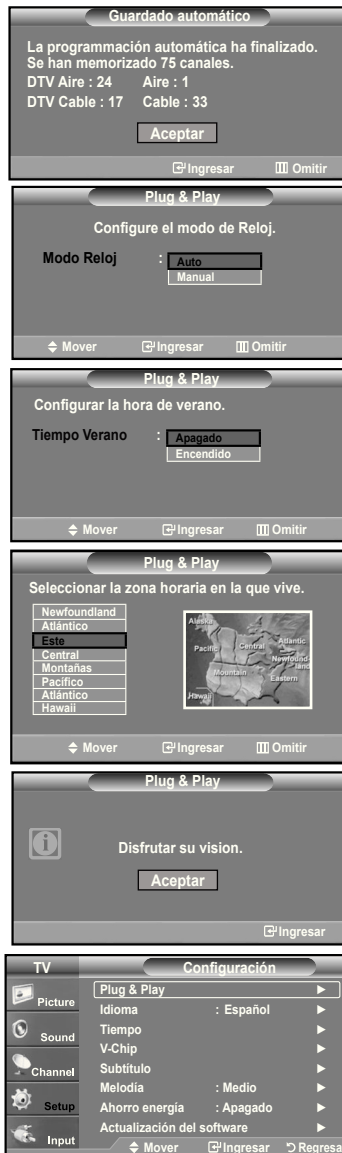 Guardado automático
La programmación automática ha finalizado.
Se han memorizado 75 canales.
DTV Aire : 24 Aire : 1
DTV Cable : 17 Cable : 33
Aceptar
Ingresar Omitir
Plug & Play
Configure el modo de Reloj.
Modo Reloj : Auto
Manual
Mover Ingresar Omitir
Plug & Play
Configurar la hora de verano.
Tiempo Verano : Apagado
Encendido
Mover Ingresar Omitir
Plug & Play
Seleccionar la zona horaria en la que vive.
Newfoundland
Atlántico
Este
Central
Montañas
Pacífico
Atlántico
Hawaii
Alaska
Pacific
Central
Atlantic
Newfound-
land
Mountain
Eastern
Hawaii
Mover Ingresar Omitir
Plug & Play
Disfrutar su vision.
Aceptar
Ingresar
TV Configuración
Picture
Sound
Channel
Setup
Input
Plug & Play
Idioma : Español
Tiempo
V-Chip
Subtítulo
Melodía : Medio
Ahorro energía : Apagado
Actualización del software
Mover Ingresar Regresa